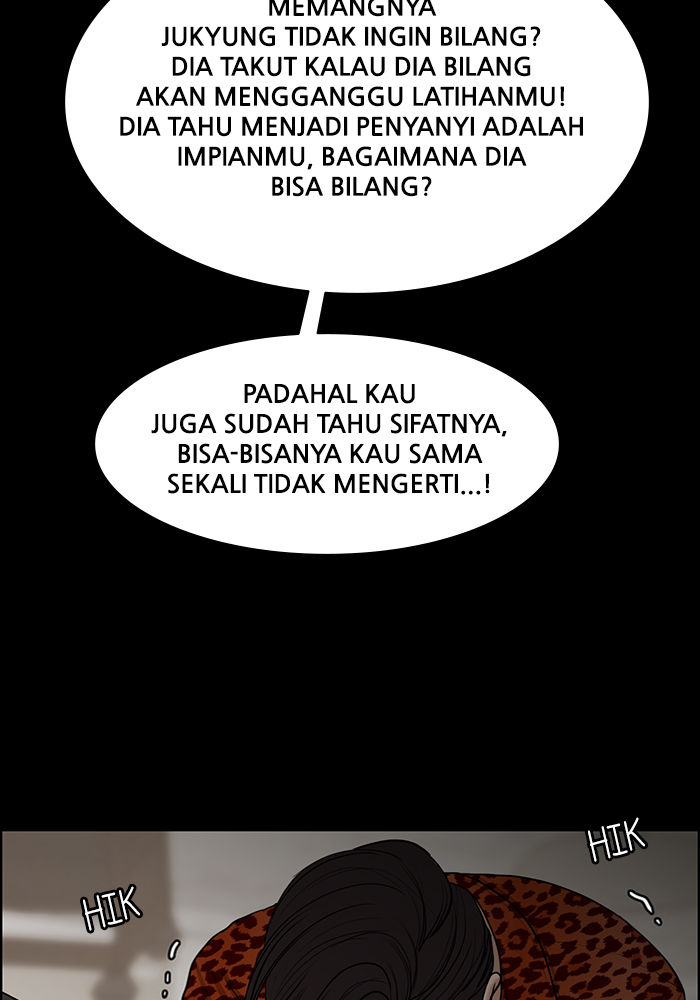 MEMANGNYA
JUKYUNG TIDAK INGIN BILANG?
DIA TAKUT KALAU DIA BILANG
AKAN MENGGANGGU LATIHANMU!
DIA TAHU MENJADI PENYANYI ADALAH
IMPIANMU, BAGAIMANA DIA
BISA BILANG?
PADAHAL KAU
JUGA SUDAH TAHU SIFATNYA,
BISA-BISANYA KAU SAMA
SEKALI TIDAK MENGERTI...!
HIK
HIK